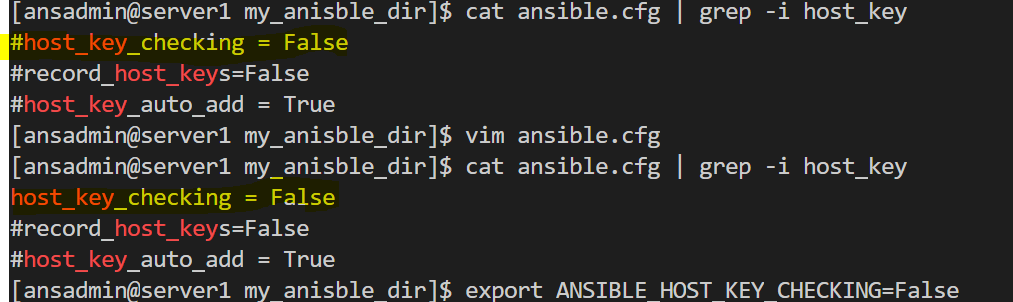 [ansadmin@server1 my_anisble_dir]$ cat ansible.cfg | grep -i host_key
#host_key_checking = False
#record_host_keys=False
#host_key_auto_add = True
[ansadmin@server1 my_anisble_dir]$ vim ansible.cfg
[ansadmin@server1 my_anisble_dir]$ cat ansible.cfg | grep -i host_key
host_key_checking = False
#record_host_keys=False
#host_key_auto_add = True
[ansadmin@server1 my_anisble_dir]$ export ANSIBLE_HOST_KEY_CHECKING=False